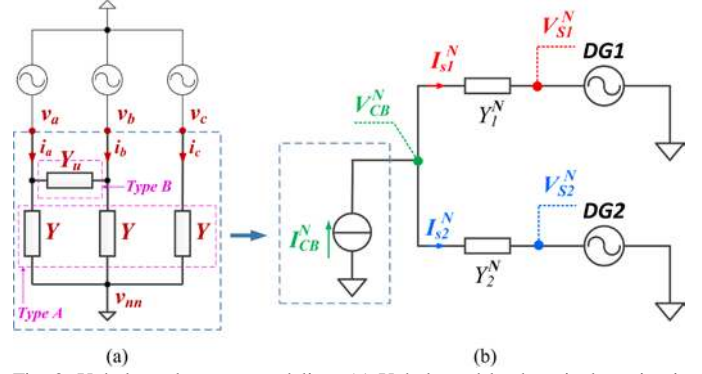 v_a
v_b
v_c
i_a
i_b
i_c
Y_u
Type B
Y
Y
Y
v_nn
Type A
(a)
I_CB^N
V_CB^N
I_s1^N
V_S1^N
DG1
Y_1^N
I_s2^N
V_S2^N
DG2
Y_2^N
(b)